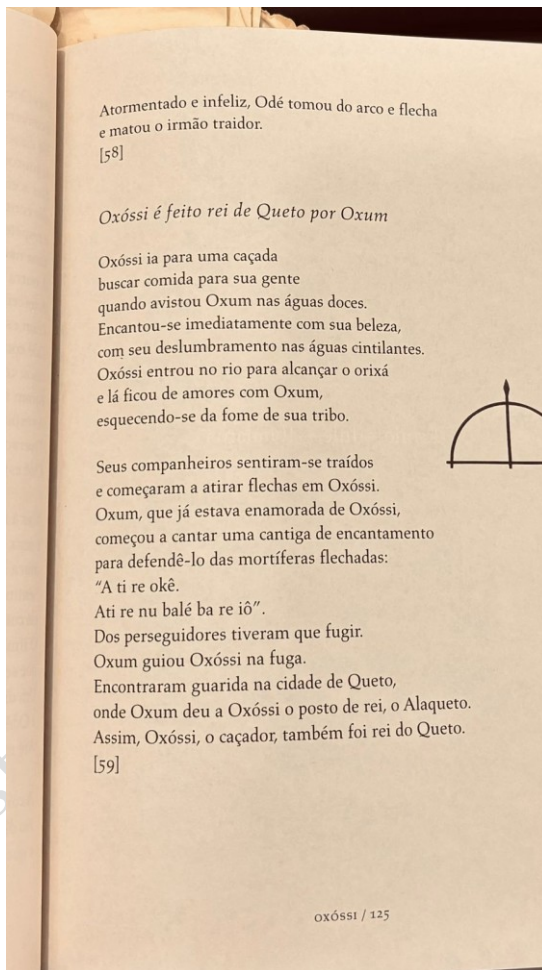 Atormentado e infeliz, Odé tomou do arco e flecha
e matou o irmão traidor.
[58]
Oxóssi é feito rei de Queto por Oxum
Oxóssi ia para uma caçada
buscar comida para sua gente
quando avistou Oxum nas águas doces.
Encantou-se imediatamente com sua beleza,
com seu deslumbramento nas águas cintilantes.
Oxóssi entrou no rio para alcançar o orixá
e lá ficou de amores com Oxum,
esquecendo-se da fome de sua tribo.
Seus companheiros sentiram-se traídos
e começaram a atirar flechas em Oxóssi.
Oxum, que já estava enamorada de Oxóssi,
começou a cantar uma cantiga de encantamento
para defendê-lo das mortíferas flechadas:
“A ti re okê.
Ati re nu balé ba re iô”.
Dos perseguidores tiveram que fugir.
Oxum guiou Oxóssi na fuga.
Encontraram guarida na cidade de Queto,
onde Oxum deu a Oxóssi o posto de rei, o Alaqueto.
Assim, Oxóssi, o caçador, também foi rei do Queto.
[59]
OXÓSSI / 125